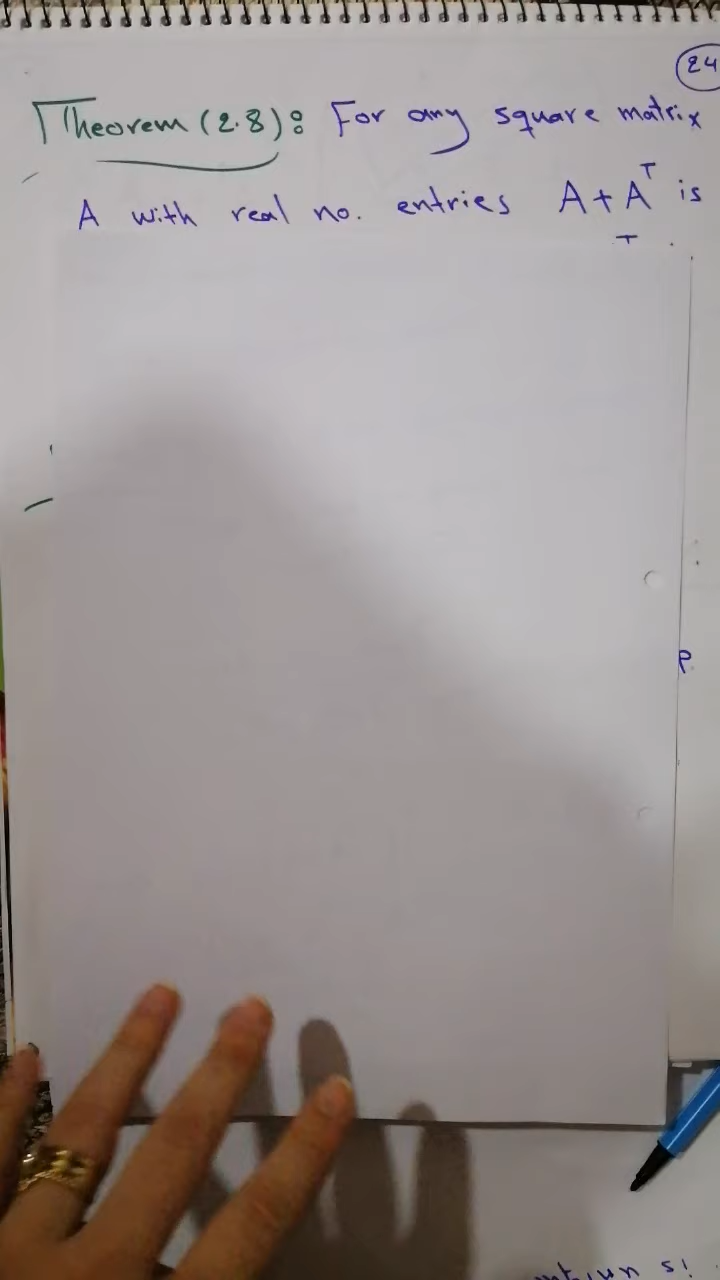 24
Theorem (2.8): For any square matrix
A with real no. entries A + Aᵀ is
T
P